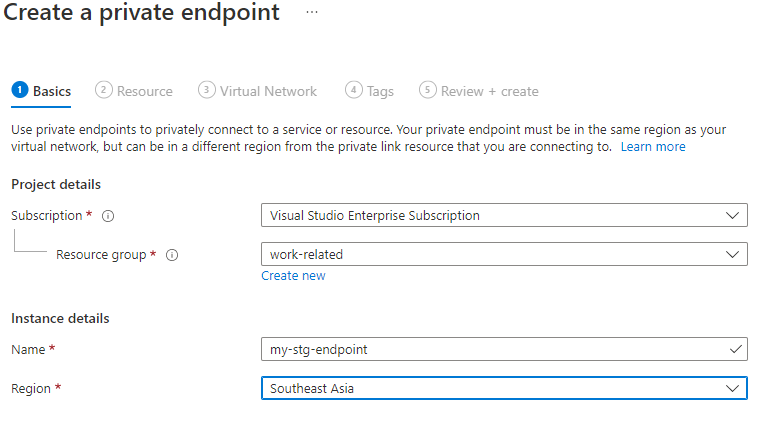 Create a private endpoint ...
1 Basics 2 Resource 3 Virtual Network 4 Tags 5 Review + create
Use private endpoints to privately connect to a service or resource. Your private endpoint must be in the same region as your
virtual network, but can be in a different region from the private link resource that you are connecting to. Learn more
Project details
Subscription * Visual Studio Enterprise Subscription
Resource group * work-related
Create new
Instance details
Name * my-stg-endpoint
Region * Southeast Asia